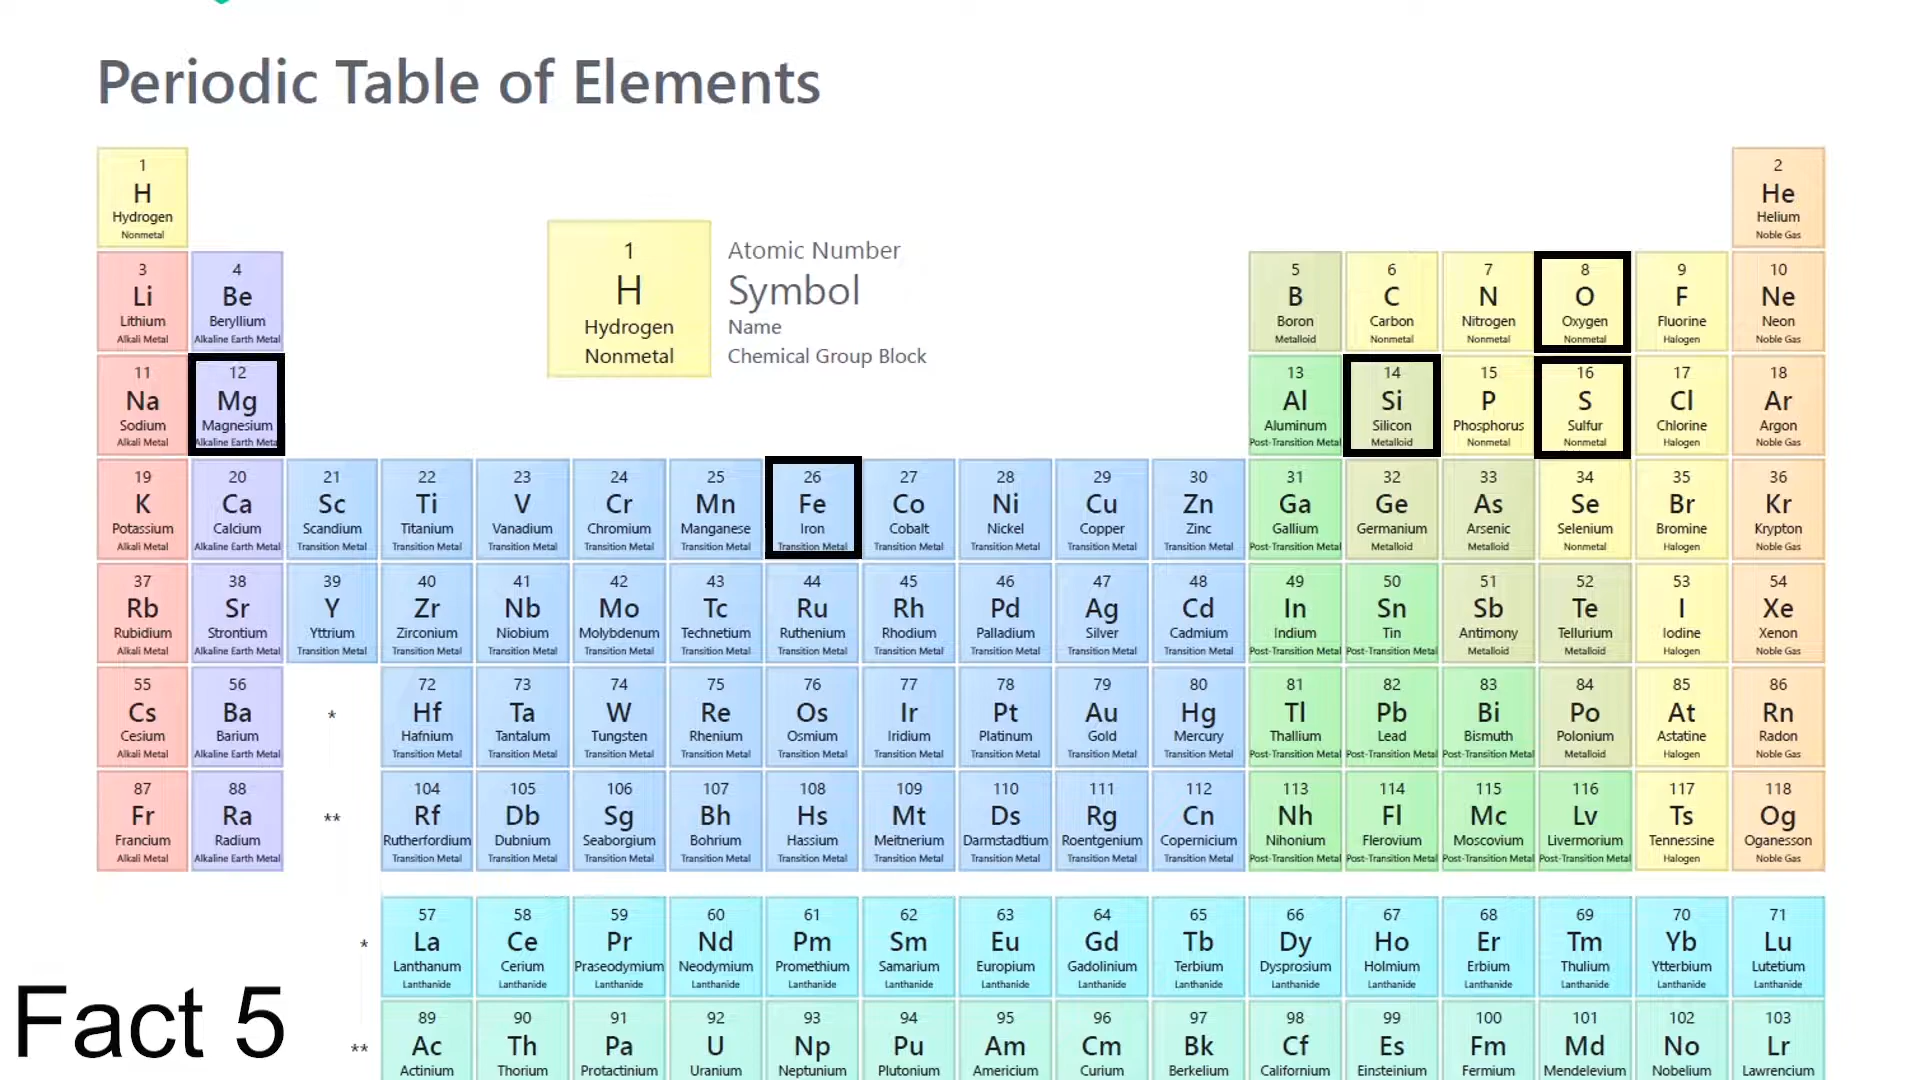 Periodic Table of Elements
1 2
H He
Hydrogen Helium
Nonmetal Noble Gas
1 Atomic Number
H Symbol
Hydrogen Name
Nonmetal Chemical Group Block
3 4 5 6 7 8 9 10
Li Be B C N O F Ne
Lithium Beryllium Boron Carbon Nitrogen Oxygen Fluorine Neon
Alkali Metal Alkaline Earth Metal Metalloid Nonmetal Nonmetal Nonmetal Halogen Noble Gas
11 12 13 14 15 16 17 18
Na Mg Al Si P S Cl Ar
Sodium Magnesium Aluminum Silicon Phosphorus Sulfur Chlorine Argon
Alkali Metal Alkaline Earth Meta Post-Transition Metal Metalloid Nonmetal Nonmetal Halogen Noble Gas
19 20 21 22 23 24 25 26 27 28 29 30 31 32 33 34 35 36
K Ca Sc Ti V Cr Mn Fe Co Ni Cu Zn Ga Ge As Se Br Kr
Potassium Calcium Scandium Titanium Vanadium Chromium Manganese Iron Cobalt Nickel Copper Zinc Gallium Germanium Arsenic Selenium Bromine Krypton
Alkali Metal Alkaline Earth Metal Transition Metal Transition Metal Transition Metal Transition Metal Transition Metal Transition Metal Transition Metal Transition Metal Transition Metal Transition Metal Post-Transition Metal Metalloid Metalloid Nonmetal Halogen Noble Gas
37 38 39 40 41 42 43 44 45 46 47 48 49 50 51 52 53 54
Rb Sr Y Zr Nb Mo Tc Ru Rh Pd Ag Cd In Sn Sb Te I Xe
Rubidium Strontium Yttrium Zirconium Niobium Molybdenum Technetium Ruthenium Rhodium Palladium Silver Cadmium Indium Tin Antimony Tellurium Iodine Xenon
Alkali Metal Alkaline Earth Metal Transition Metal Transition Metal Transition Metal Transition Metal Transition Metal Transition Metal Transition Metal Transition Metal Transition Metal Transition Metal Post-Transition Metal Post-Transition Metal Metalloid Metalloid Halogen Noble Gas
55 56 72 73 74 75 76 77 78 79 80 81 82 83 84 85 86
Cs Ba * Hf Ta W Re Os Ir Pt Au Hg Tl Pb Bi Po At Rn
Cesium Barium Hafnium Tantalum Tungsten Rhenium Osmium Iridium Platinum Gold Mercury Thallium Lead Bismuth Polonium Astatine Radon
Alkali Metal Alkaline Earth Metal Transition Metal Transition Metal Transition Metal Transition Metal Transition Metal Transition Metal Transition Metal Transition Metal Transition Metal Post-Transition Metal Post-Transition Metal Post-Transition Metal Metalloid Halogen Noble Gas
87 88 104 105 106 107 108 109 110 111 112 113 114 115 116 117 118
Fr Ra ** Rf Db Sg Bh Hs Mt Ds Rg Cn Nh Fl Mc Lv Ts Og
Francium Radium Rutherfordium Dubnium Seaborgium Bohrium Hassium Meitnerium Darmstadtium Roentgenium Copernicium Nihonium Flerovium Moscovium Livermorium Tennessine Oganesson
Alkali Metal Alkaline Earth Metal Transition Metal Transition Metal Transition Metal Transition Metal Transition Metal Transition Metal Transition Metal Transition Metal Transition Metal Post-Transition Metal Post-Transition Metal Post-Transition Metal Post-Transition Metal Halogen Noble Gas
57 58 59 60 61 62 63 64 65 66 67 68 69 70 71
* La Ce Pr Nd Pm Sm Eu Gd Tb Dy Ho Er Tm Yb Lu
Lanthanum Cerium Praseodymium Neodymium Promethium Samarium Europium Gadolinium Terbium Dysprosium Holmium Erbium Thulium Ytterbium Lutetium
Lanthanide Lanthanide Lanthanide Lanthanide Lanthanide Lanthanide Lanthanide Lanthanide Lanthanide Lanthanide Lanthanide Lanthanide Lanthanide Lanthanide Lanthanide
89 90 91 92 93 94 95 96 97 98 99 100 101 102 103
** Ac Th Pa U Np Pu Am Cm Bk Cf Es Fm Md No Lr
Actinium Thorium Protactinium Uranium Neptunium Plutonium Americium Curium Berkelium Californium Einsteinium Fermium Mendelevium Nobelium Lawrencium
Fact 5